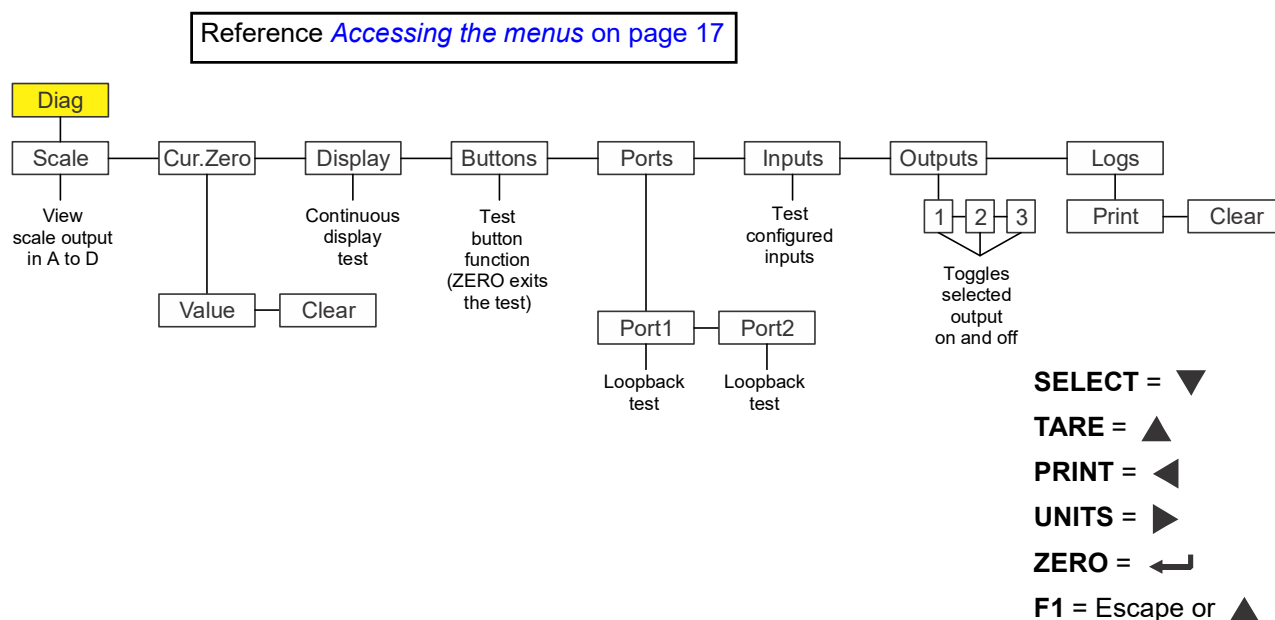 Reference Accessing the menus on page 17
Diag
Scale
Cur.Zero
Display
Buttons
Ports
Inputs
Outputs
Logs
View
scale output
in A to D
Continuous
display
test
Test
button
function
(ZERO exits
the test)
Test
configured
inputs
1
2
3
Toggles
selected
output
on and off
Print
Clear
Value
Clear
Port1
Port2
Loopback
test
Loopback
test
SELECT =
TARE =
PRINT =
UNITS =
ZERO =
F1 = Escape or